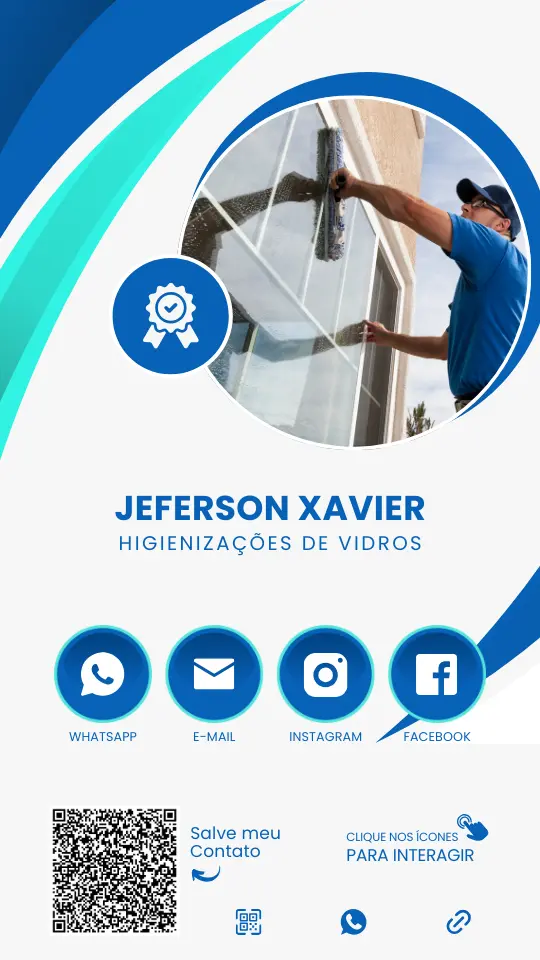 JEFERSON XAVIER
HIGIENIZAÇÕES DE VIDROS
WHATSAPP
E-MAIL
INSTAGRAM
FACEBOOK
Salve meu
Contato
CLIQUE NOS ÍCONES
PARA INTERAGIR